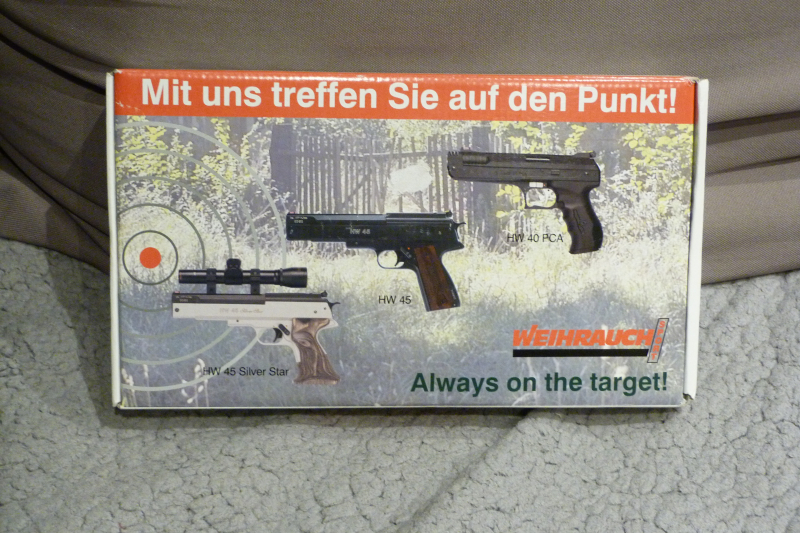 Mit uns treffen Sie auf den Punkt!
HW 40 PCA
HW 45
HW 45 Silver Star
WEIHRAUCH
Always on the target!